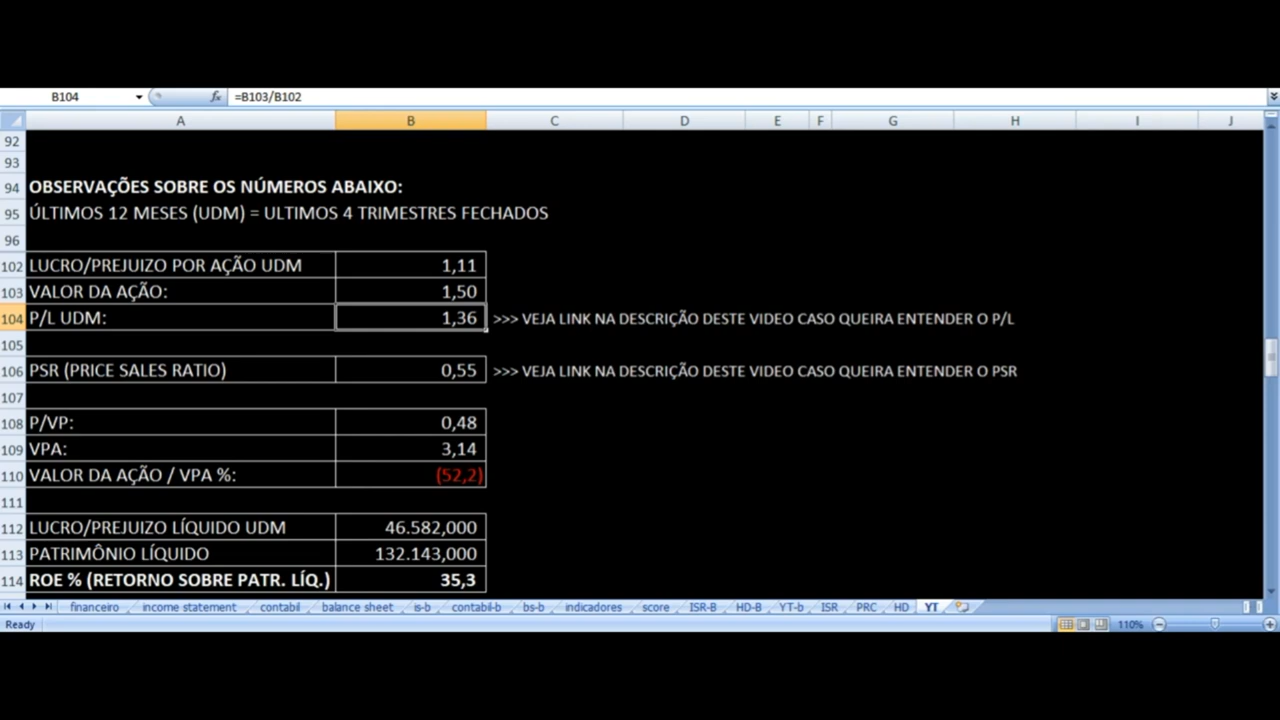 B104 fx =B103/B102
A B C D E F G H I J
92
93
94 OBSERVAÇÕES SOBRE OS NÚMEROS ABAIXO:
95 ÚLTIMOS 12 MESES (UDM) = ULTIMOS 4 TRIMESTRES FECHADOS
96
102 LUCRO/PREJUIZO POR AÇÃO UDM 1,11
103 VALOR DA AÇÃO: 1,50
104 P/L UDM: 1,36 >>> VEJA LINK NA DESCRIÇÃO DESTE VIDEO CASO QUEIRA ENTENDER O P/L
105
106 PSR (PRICE SALES RATIO) 0,55 >>> VEJA LINK NA DESCRIÇÃO DESTE VIDEO CASO QUEIRA ENTENDER O PSR
107
108 P/VP: 0,48
109 VPA: 3,14
110 VALOR DA AÇÃO / VPA %: (52,2)
111
112 LUCRO/PREJUIZO LÍQUIDO UDM 46.582,000
113 PATRIMÔNIO LÍQUIDO 132.143,000
114 ROE % (RETORNO SOBRE PATR. LÍQ.) 35,3
financeiro income statement contabil balance sheet is-b contabil-b bs-b indicadores score ISR-B HD-B YT-b ISR PRC HD YT
Ready 110%